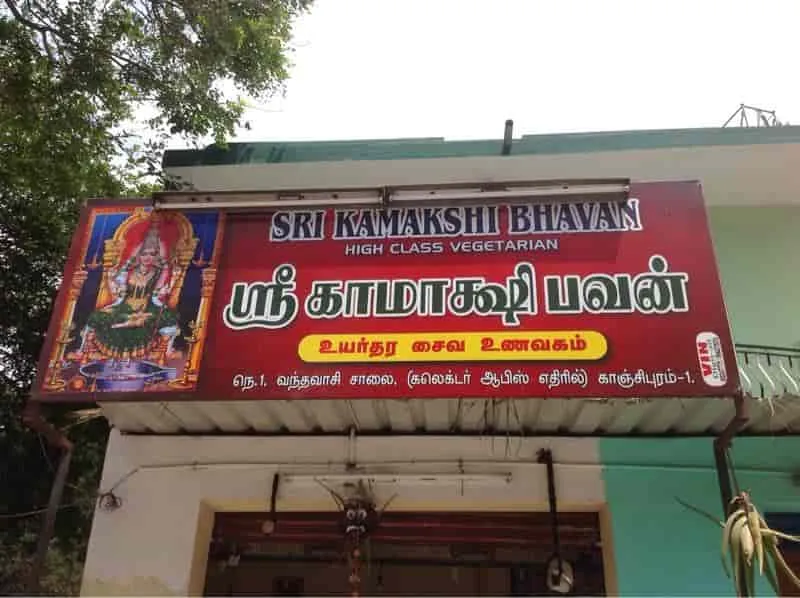 SRI KAMAKSHI BHAVAN
HIGH CLASS VEGETARIAN
ஸ்ரீ காமாக்ஷி பவன்
உயர்தர சைவ உணவகம்
நெ.1, வந்தவாசி சாலை, (கலெக்டர் ஆபிஸ் எதிரில்) காஞ்சிபுரம்-1.
VIN